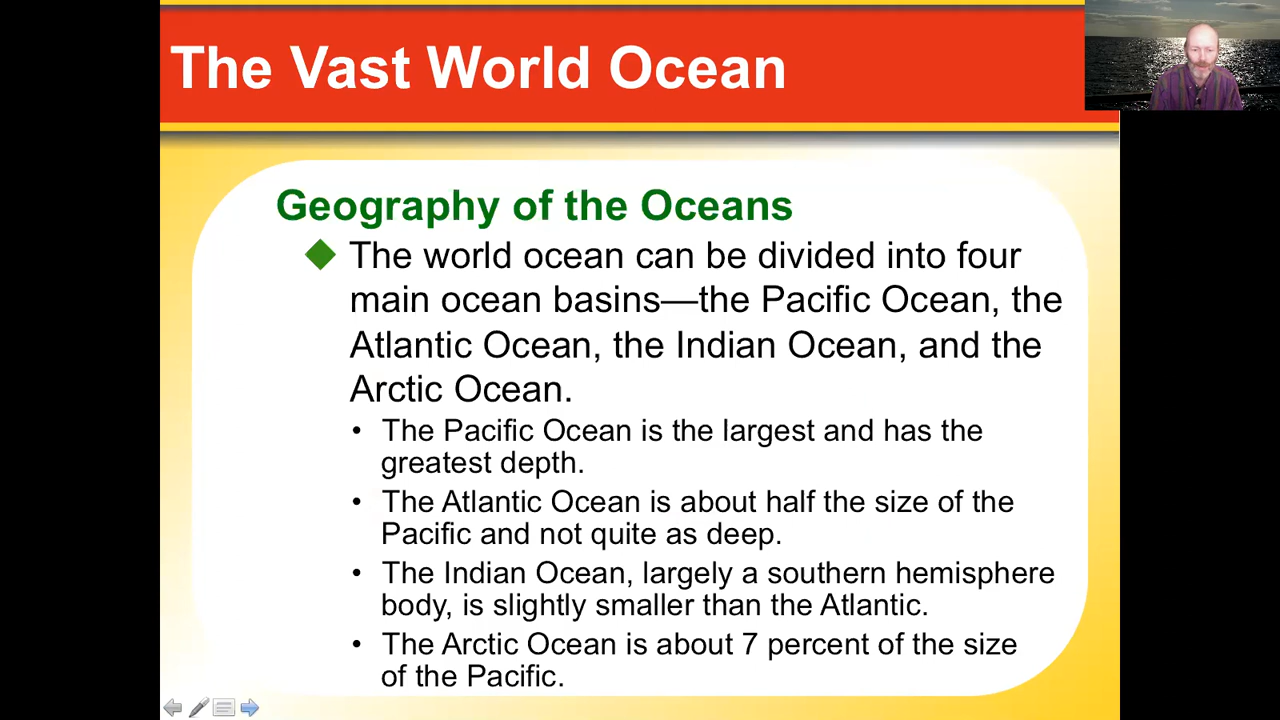 The Vast World Ocean
Geography of the Oceans
The world ocean can be divided into four
main ocean basins—the Pacific Ocean, the
Atlantic Ocean, the Indian Ocean, and the
Arctic Ocean.
• The Pacific Ocean is the largest and has the
greatest depth.
• The Atlantic Ocean is about half the size of the
Pacific and not quite as deep.
• The Indian Ocean, largely a southern hemisphere
body, is slightly smaller than the Atlantic.
• The Arctic Ocean is about 7 percent of the size
of the Pacific.